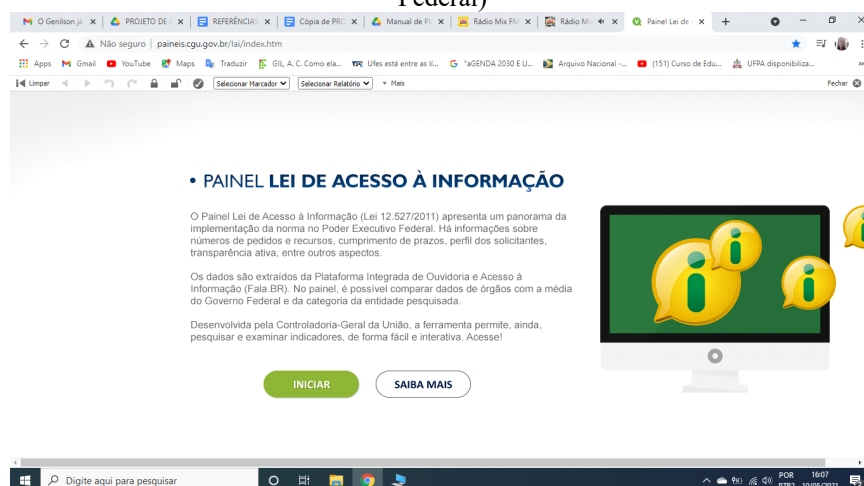 Federal)
O Genilson já
PROJETO DE
REFERÊNCIAS
Cópia de PRO
Manual de Pl
Rádio Mix FM
Rádio Mi
Painel Lei de
Não seguro | paineis.cgu.gov.br/lai/index.htm
Apps Gmail YouTube Maps Traduzir GIL, A. C. Como ela... Ufes está entre as lí... "aGENDA 2030 E U... Arquivo Nacional -... (151) Curso de Edu... UFPA disponibiliza... »
Limpar Selecionar Marcador Selecionar Relatório Mais Fechar
• PAINEL LEI DE ACESSO À INFORMAÇÃO
O Painel Lei de Acesso à Informação (Lei 12.527/2011) apresenta um panorama da
implementação da norma no Poder Executivo Federal. Há informações sobre
números de pedidos e recursos, cumprimento de prazos, perfil dos solicitantes,
transparência ativa, entre outros aspectos.
Os dados são extraídos da Plataforma Integrada de Ouvidoria e Acesso à
Informação (Fala.BR). No painel, é possível comparar dados de órgãos com a média
do Governo Federal e da categoria da entidade pesquisada.
Desenvolvida pela Controladoria-Geral da União, a ferramenta permite, ainda,
pesquisar e examinar indicadores, de forma fácil e interativa. Acesse!
INICIAR SAIBA MAIS
Digite aqui para pesquisar
POR 16:07
PTB2 10/05/2021